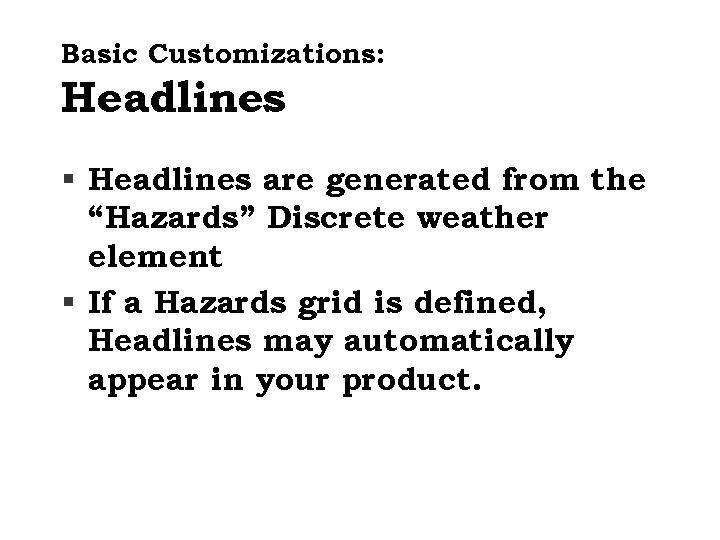 Basic Customizations:
Headlines
▪ Headlines are generated from the
“Hazards” Discrete weather
element
▪ If a Hazards grid is defined,
Headlines may automatically
appear in your product.